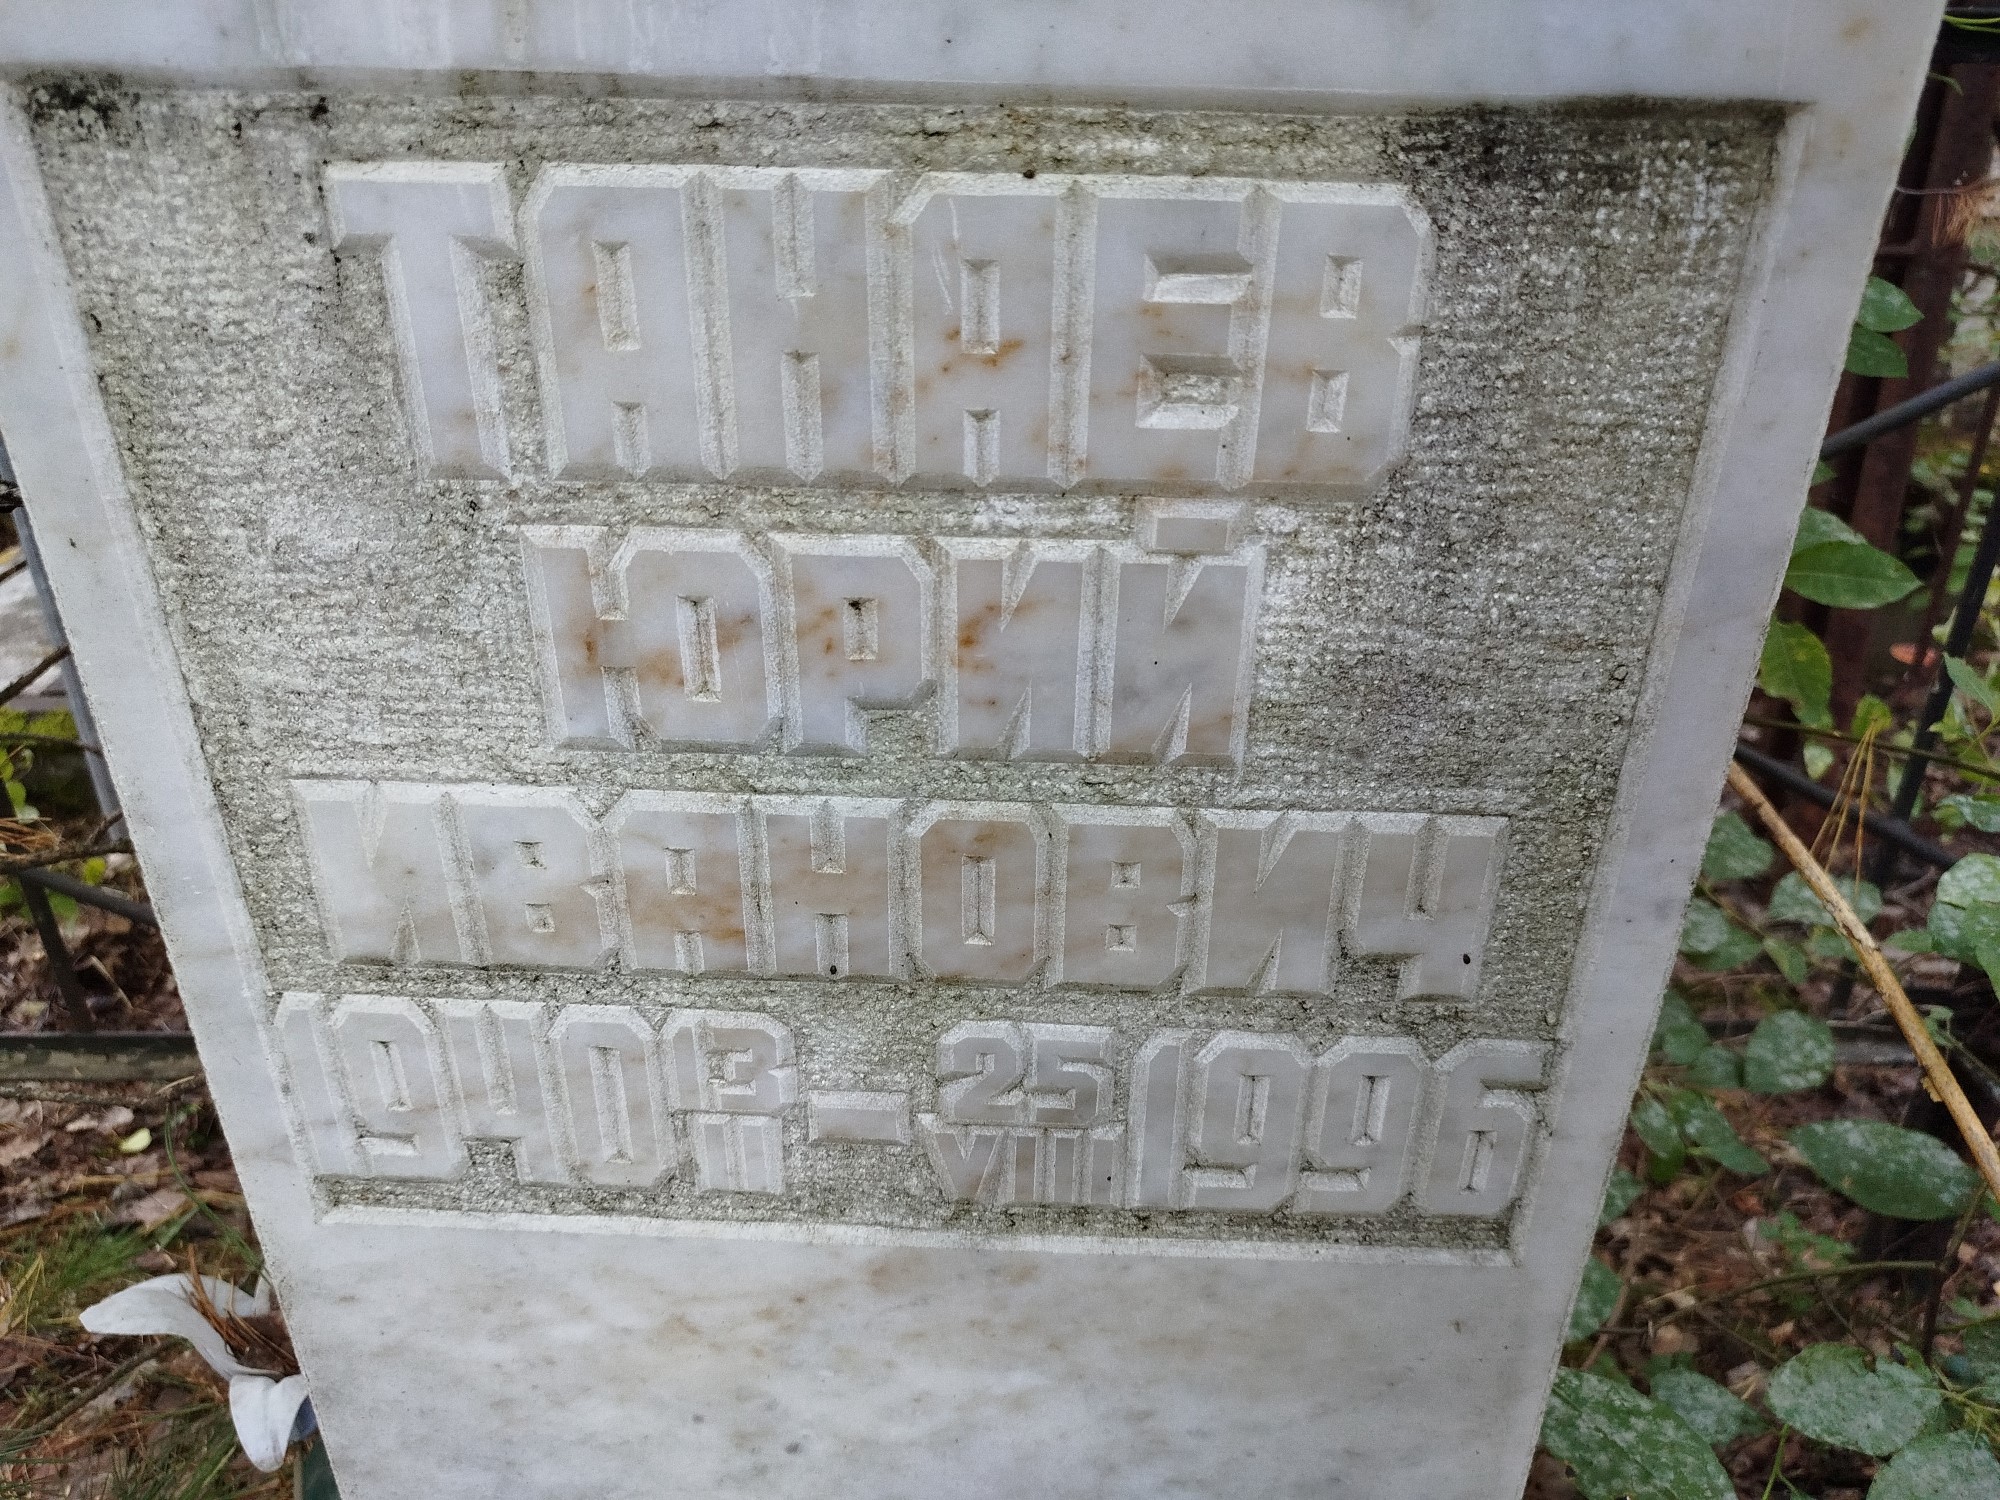 ТАНАЕВ
ЮРИЙ
ИВАНОВИЧ
1940 13/II – 25/VIII 1996